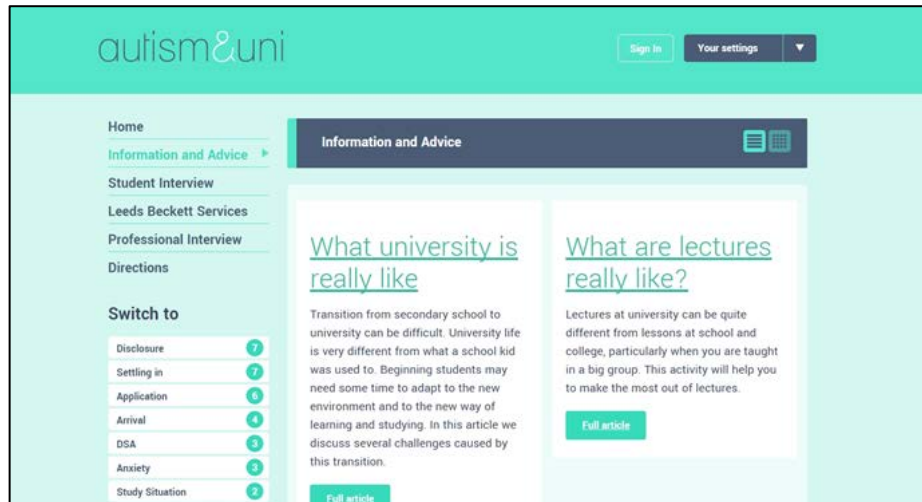 autism&uni
Sign In
Your settings
Home
Information and Advice
Student Interview
Leeds Beckett Services
Professional Interview
Directions
Switch to
Disclosure 7
Settling in 7
Application 6
Arrival 4
DSA 3
Anxiety 3
Study Situation 2
Information and Advice
What university is
really like
Transition from secondary school to
university can be difficult. University life
is very different from what a school kid
was used to. Beginning students may
need some time to adapt to the new
environment and to the new way of
learning and studying. In this article we
discuss several challenges caused by
this transition.
Full article
What are lectures
really like?
Lectures at university can be quite
different from lessons at school and
college, particularly when you are taught
in a big group. This activity will help you
to make the most out of lectures.
Full article